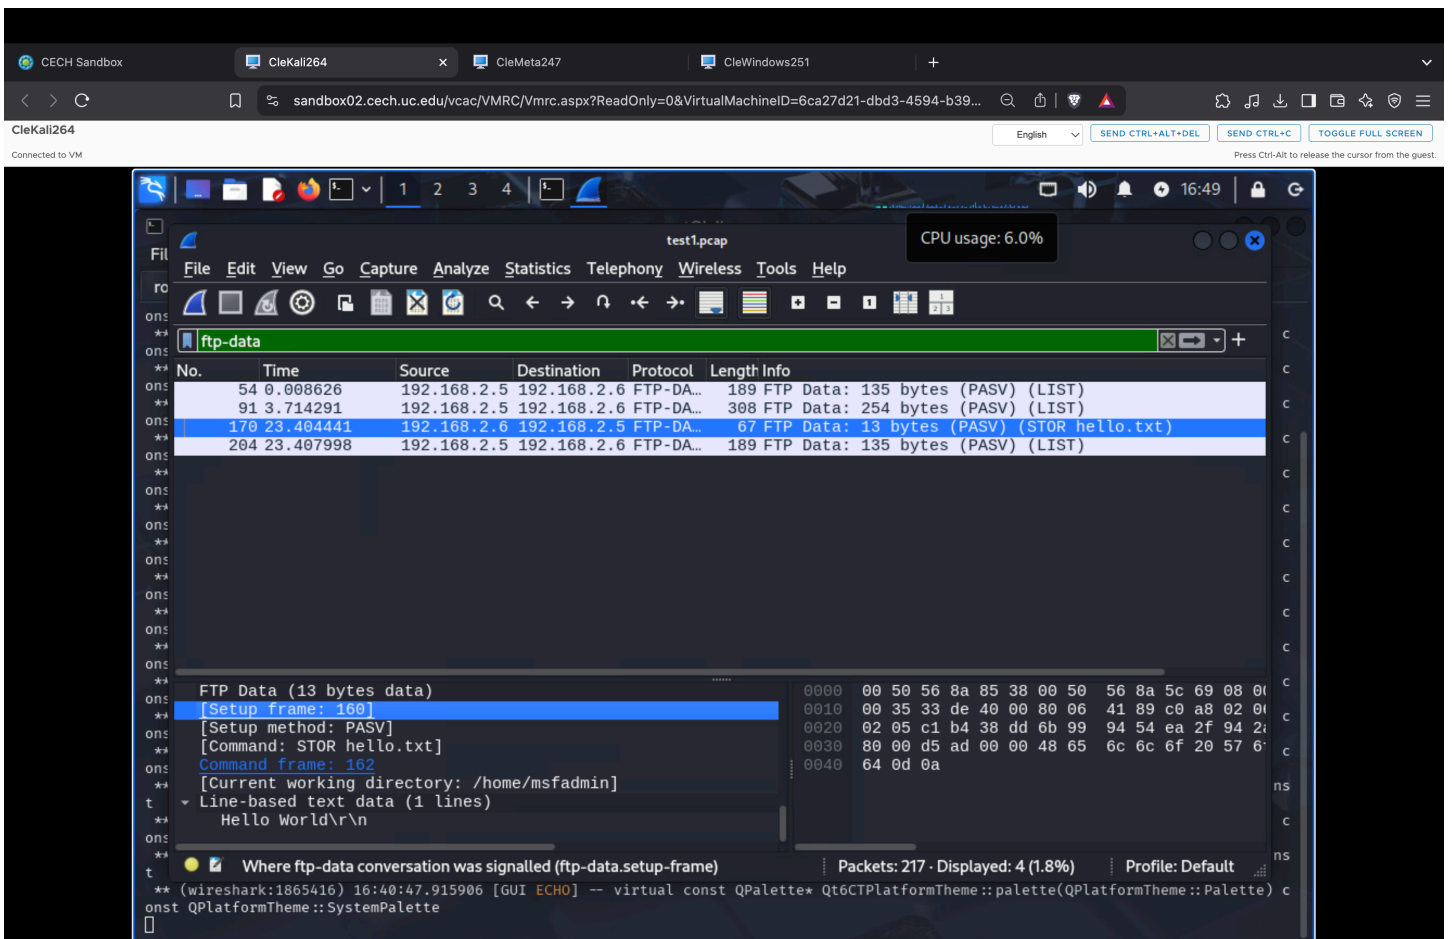 CECH Sandbox
CleKali264
CleMeta247
CleWindows251
sandbox02.cech.uc.edu/vcac/VMRC/Vmrc.aspx?ReadOnly=0&VirtualMachineID=6ca27d21-dbd3-4594-b39...
CleKali264
English
SEND CTRL+ALT+DEL
SEND CTRL+C
TOGGLE FULL SCREEN
Connected to VM
Press Ctrl-Alt to release the cursor from the guest.
1 2 3 4
16:49
test1.pcap
CPU usage: 6.0%
Fil
File Edit View Go Capture Analyze Statistics Telephony Wireless Tools Help
ro
ftp-data
No. Time Source Destination Protocol Length Info
54 0.008626 192.168.2.5 192.168.2.6 FTP-DA… 189 FTP Data: 135 bytes (PASV) (LIST)
91 3.714291 192.168.2.5 192.168.2.6 FTP-DA… 308 FTP Data: 254 bytes (PASV) (LIST)
170 23.404441 192.168.2.6 192.168.2.5 FTP-DA… 67 FTP Data: 13 bytes (PASV) (STOR hello.txt)
204 23.407998 192.168.2.5 192.168.2.6 FTP-DA… 189 FTP Data: 135 bytes (PASV) (LIST)
FTP Data (13 bytes data)
[Setup frame: 160]
[Setup method: PASV]
[Command: STOR hello.txt]
Command frame: 162
[Current working directory: /home/msfadmin]
Line-based text data (1 lines)
Hello World\r\n
0000 00 50 56 8a 85 38 00 50 56 8a 5c 69 08 00
0010 00 35 33 de 40 00 80 06 41 89 c0 a8 02 06
0020 02 05 c1 b4 38 dd 6b 99 94 54 ea 2f 94 2a
0030 80 00 d5 ad 00 00 48 65 6c 6c 6f 20 57 6
0040 64 0d 0a
Where ftp-data conversation was signalled (ftp-data.setup-frame)
Packets: 217 · Displayed: 4 (1.8%)
Profile: Default
** (wireshark:1865416) 16:40:47.915906 [GUI ECHO] -- virtual const QPalette* Qt6CTPlatformTheme::palette(QPlatformTheme::Palette) c
onst QPlatformTheme::SystemPalette